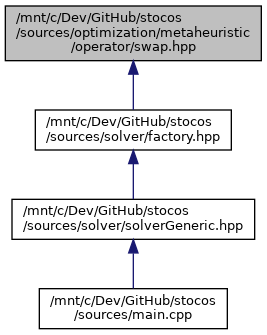 /mnt/c/Dev/GitHub/stocos
/sources/optimization/metaheuristic
/operator/swap.hpp
/mnt/c/Dev/GitHub/stocos
/sources/solver/factory.hpp
/mnt/c/Dev/GitHub/stocos
/sources/solver/solverGeneric.hpp
/mnt/c/Dev/GitHub/stocos
/sources/main.cpp